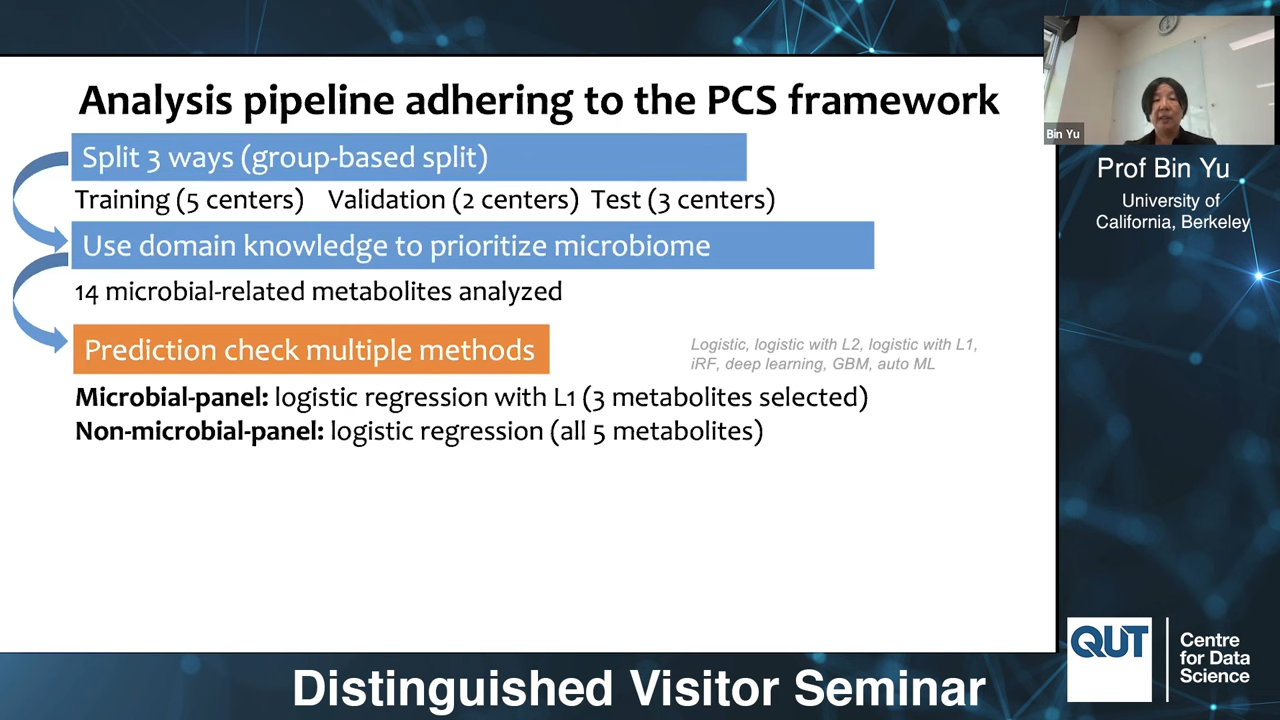 Analysis pipeline adhering to the PCS framework
Split 3 ways (group-based split)
Training (5 centers) Validation (2 centers) Test (3 centers)
Use domain knowledge to prioritize microbiome
14 microbial-related metabolites analyzed
Prediction check multiple methods
Logistic, logistic with L2, logistic with L1,
iRF, deep learning, GBM, auto ML
Microbial-panel: logistic regression with L1 (3 metabolites selected)
Non-microbial-panel: logistic regression (all 5 metabolites)
Bin Yu
Prof Bin Yu
University of
California, Berkeley
QUT
Centre
for Data
Science
Distinguished Visitor Seminar